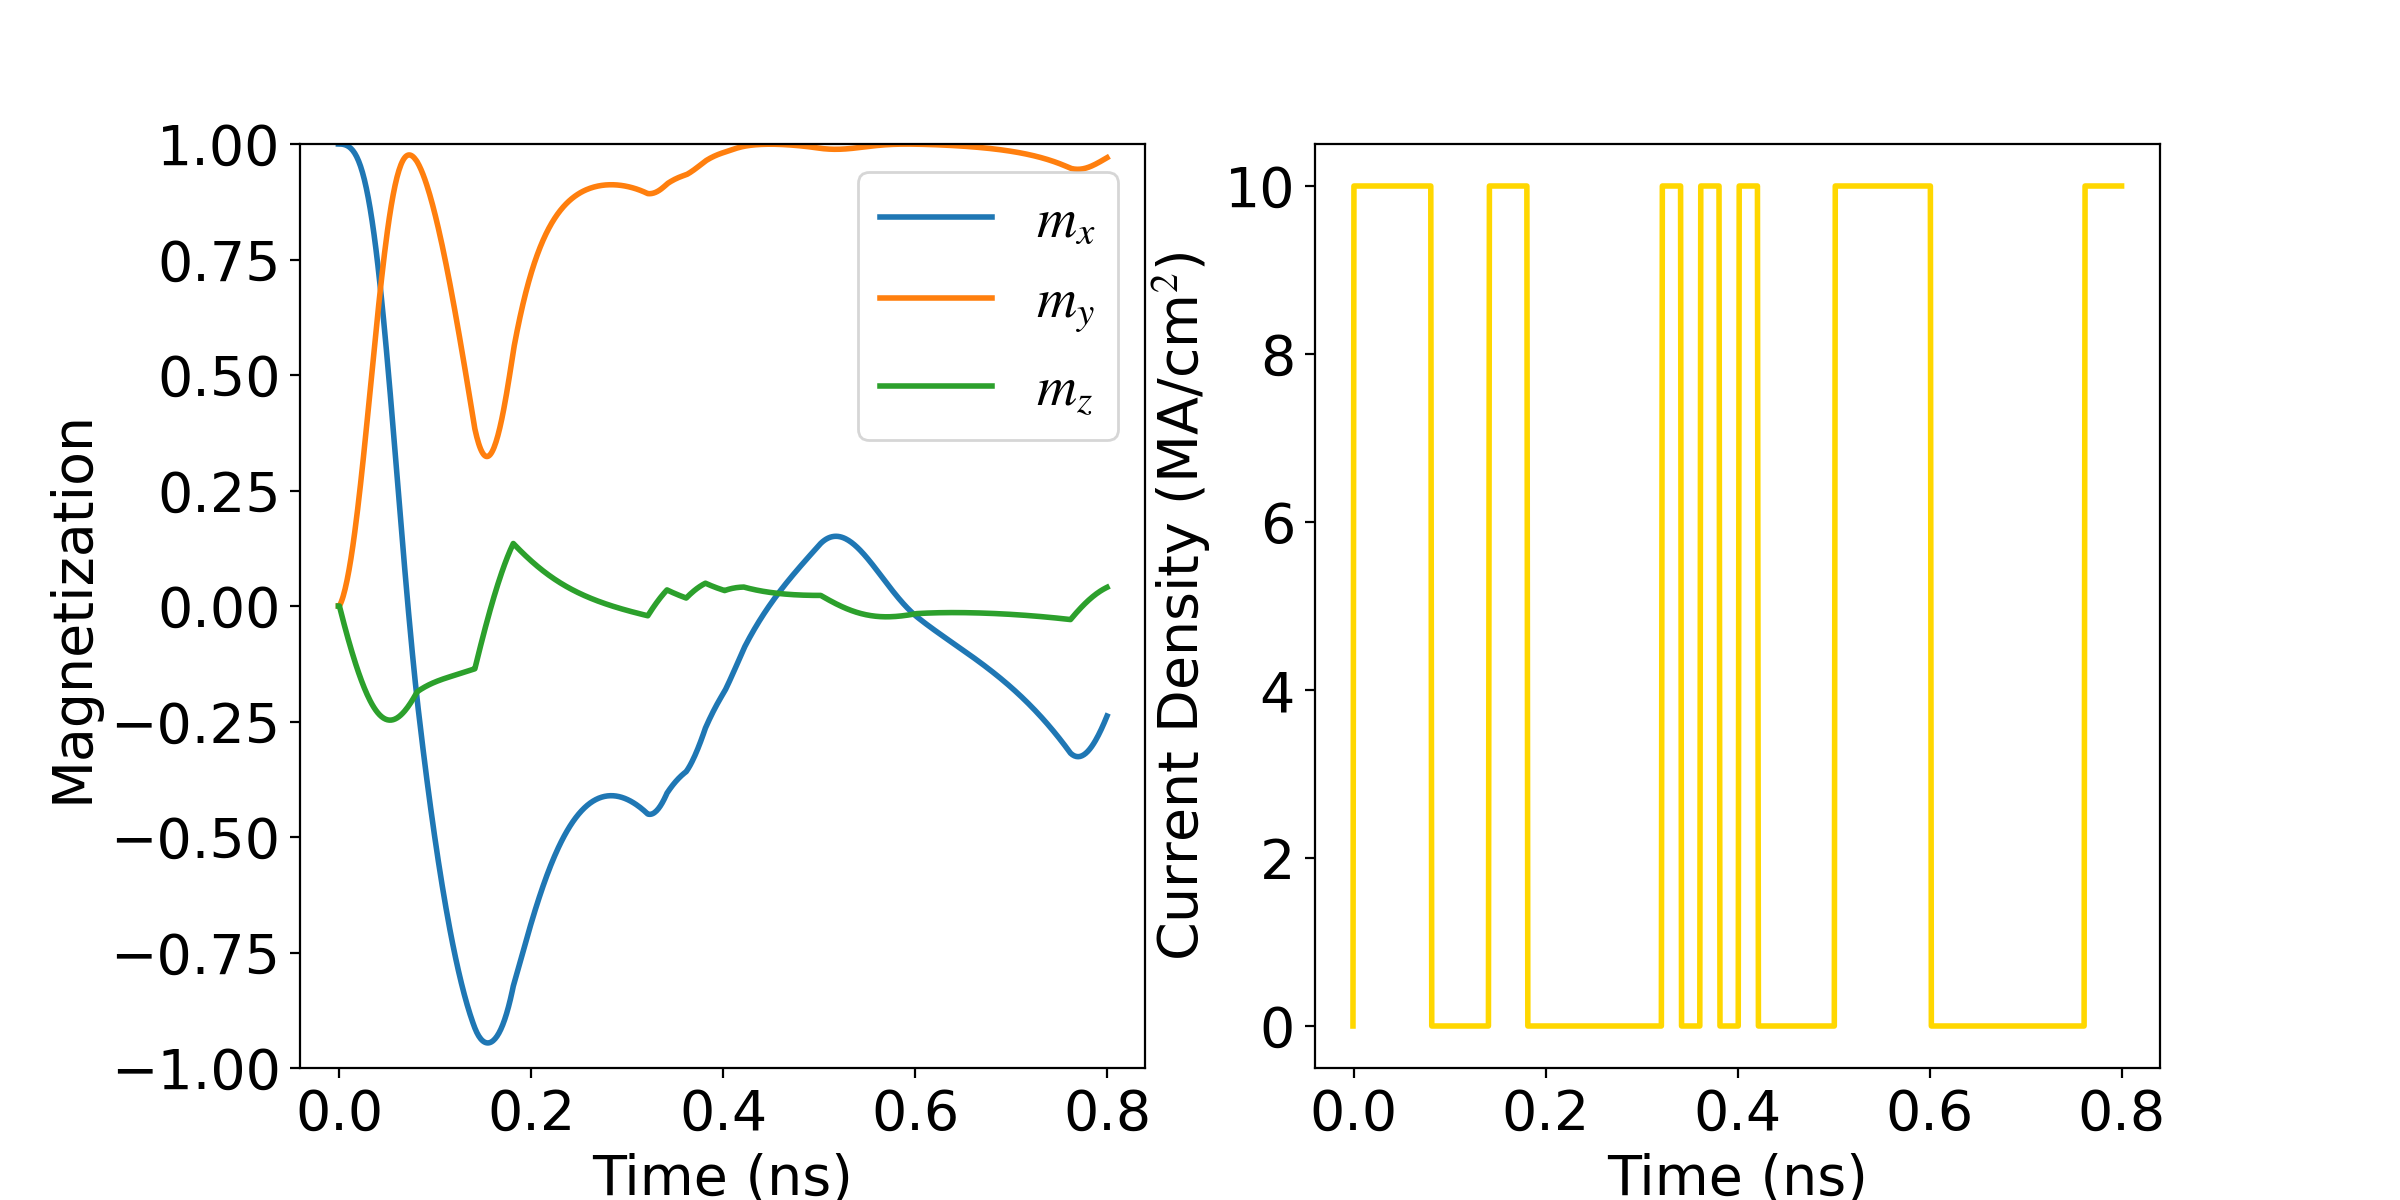 Magnetization
1.00
0.75
0.50
0.25
0.00
−0.25
−0.50
−0.75
−1.00
0.0 0.2 0.4 0.6 0.8
Time (ns)
m_x
m_y
m_z
Current Density (MA/cm²)
10
8
6
4
2
0
0.0 0.2 0.4 0.6 0.8
Time (ns)